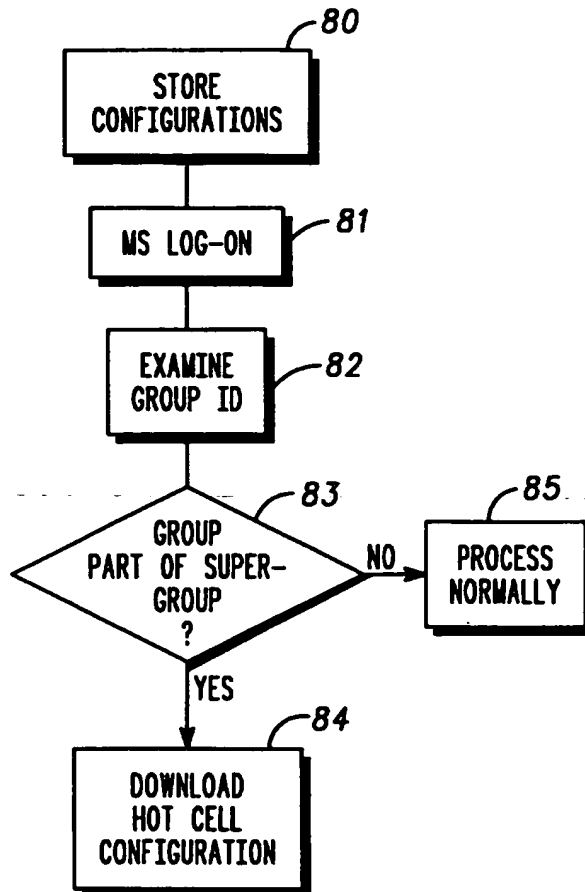 80
STORE
CONFIGURATIONS
81
MS LOG-ON
82
EXAMINE
GROUP ID
83
GROUP
PART OF SUPER-
GROUP
?
NO
85
PROCESS
NORMALLY
YES
84
DOWNLOAD
HOT CELL
CONFIGURATION